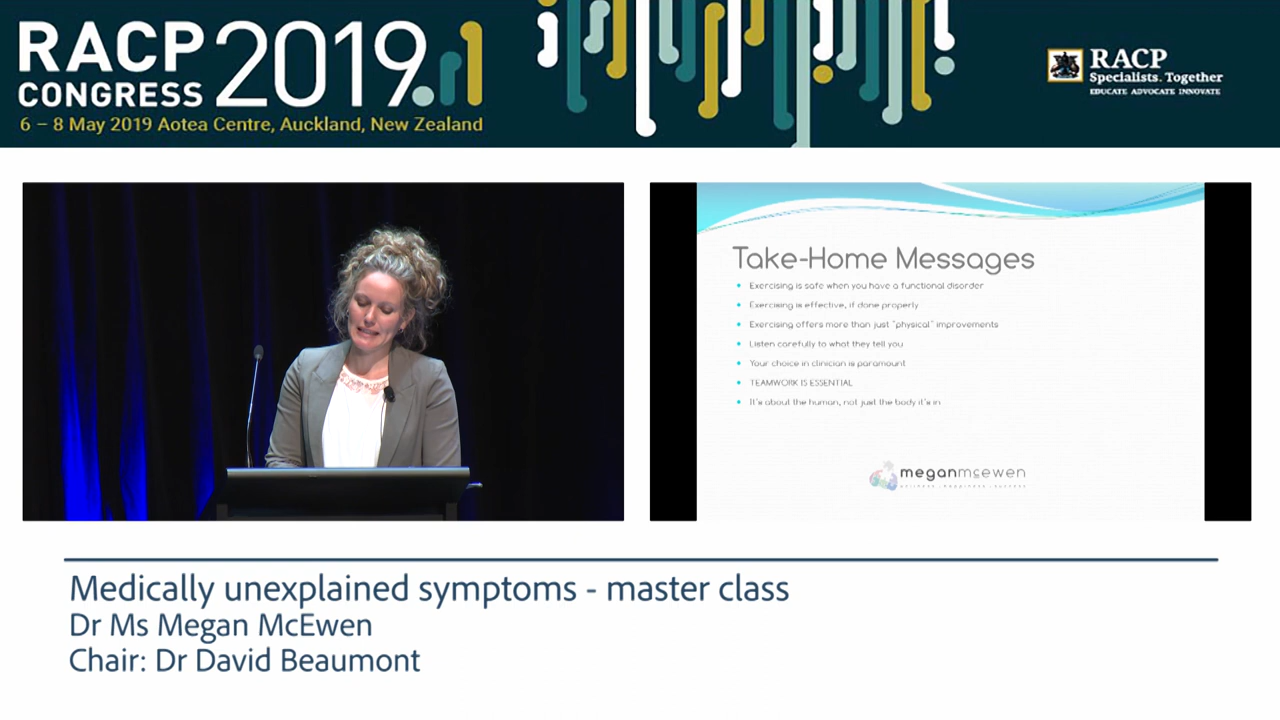 RACP 2019
CONGRESS
6 – 8 May 2019 Aotea Centre, Auckland, New Zealand
RACP
Specialists. Together
EDUCATE ADVOCATE INNOVATE
Take-Home Messages
Exercising is safe when you have a functional disorder
Exercising is effective, if done properly
Exercising offers more than just "physical" improvements
Listen carefully to what they tell you
Your choice in clinician is paramount
TEAMWORK IS ESSENTIAL
It's about the human, not just the body it's in
meganmcewen
Medically unexplained symptoms - master class
Dr Ms Megan McEwen
Chair: Dr David Beaumont